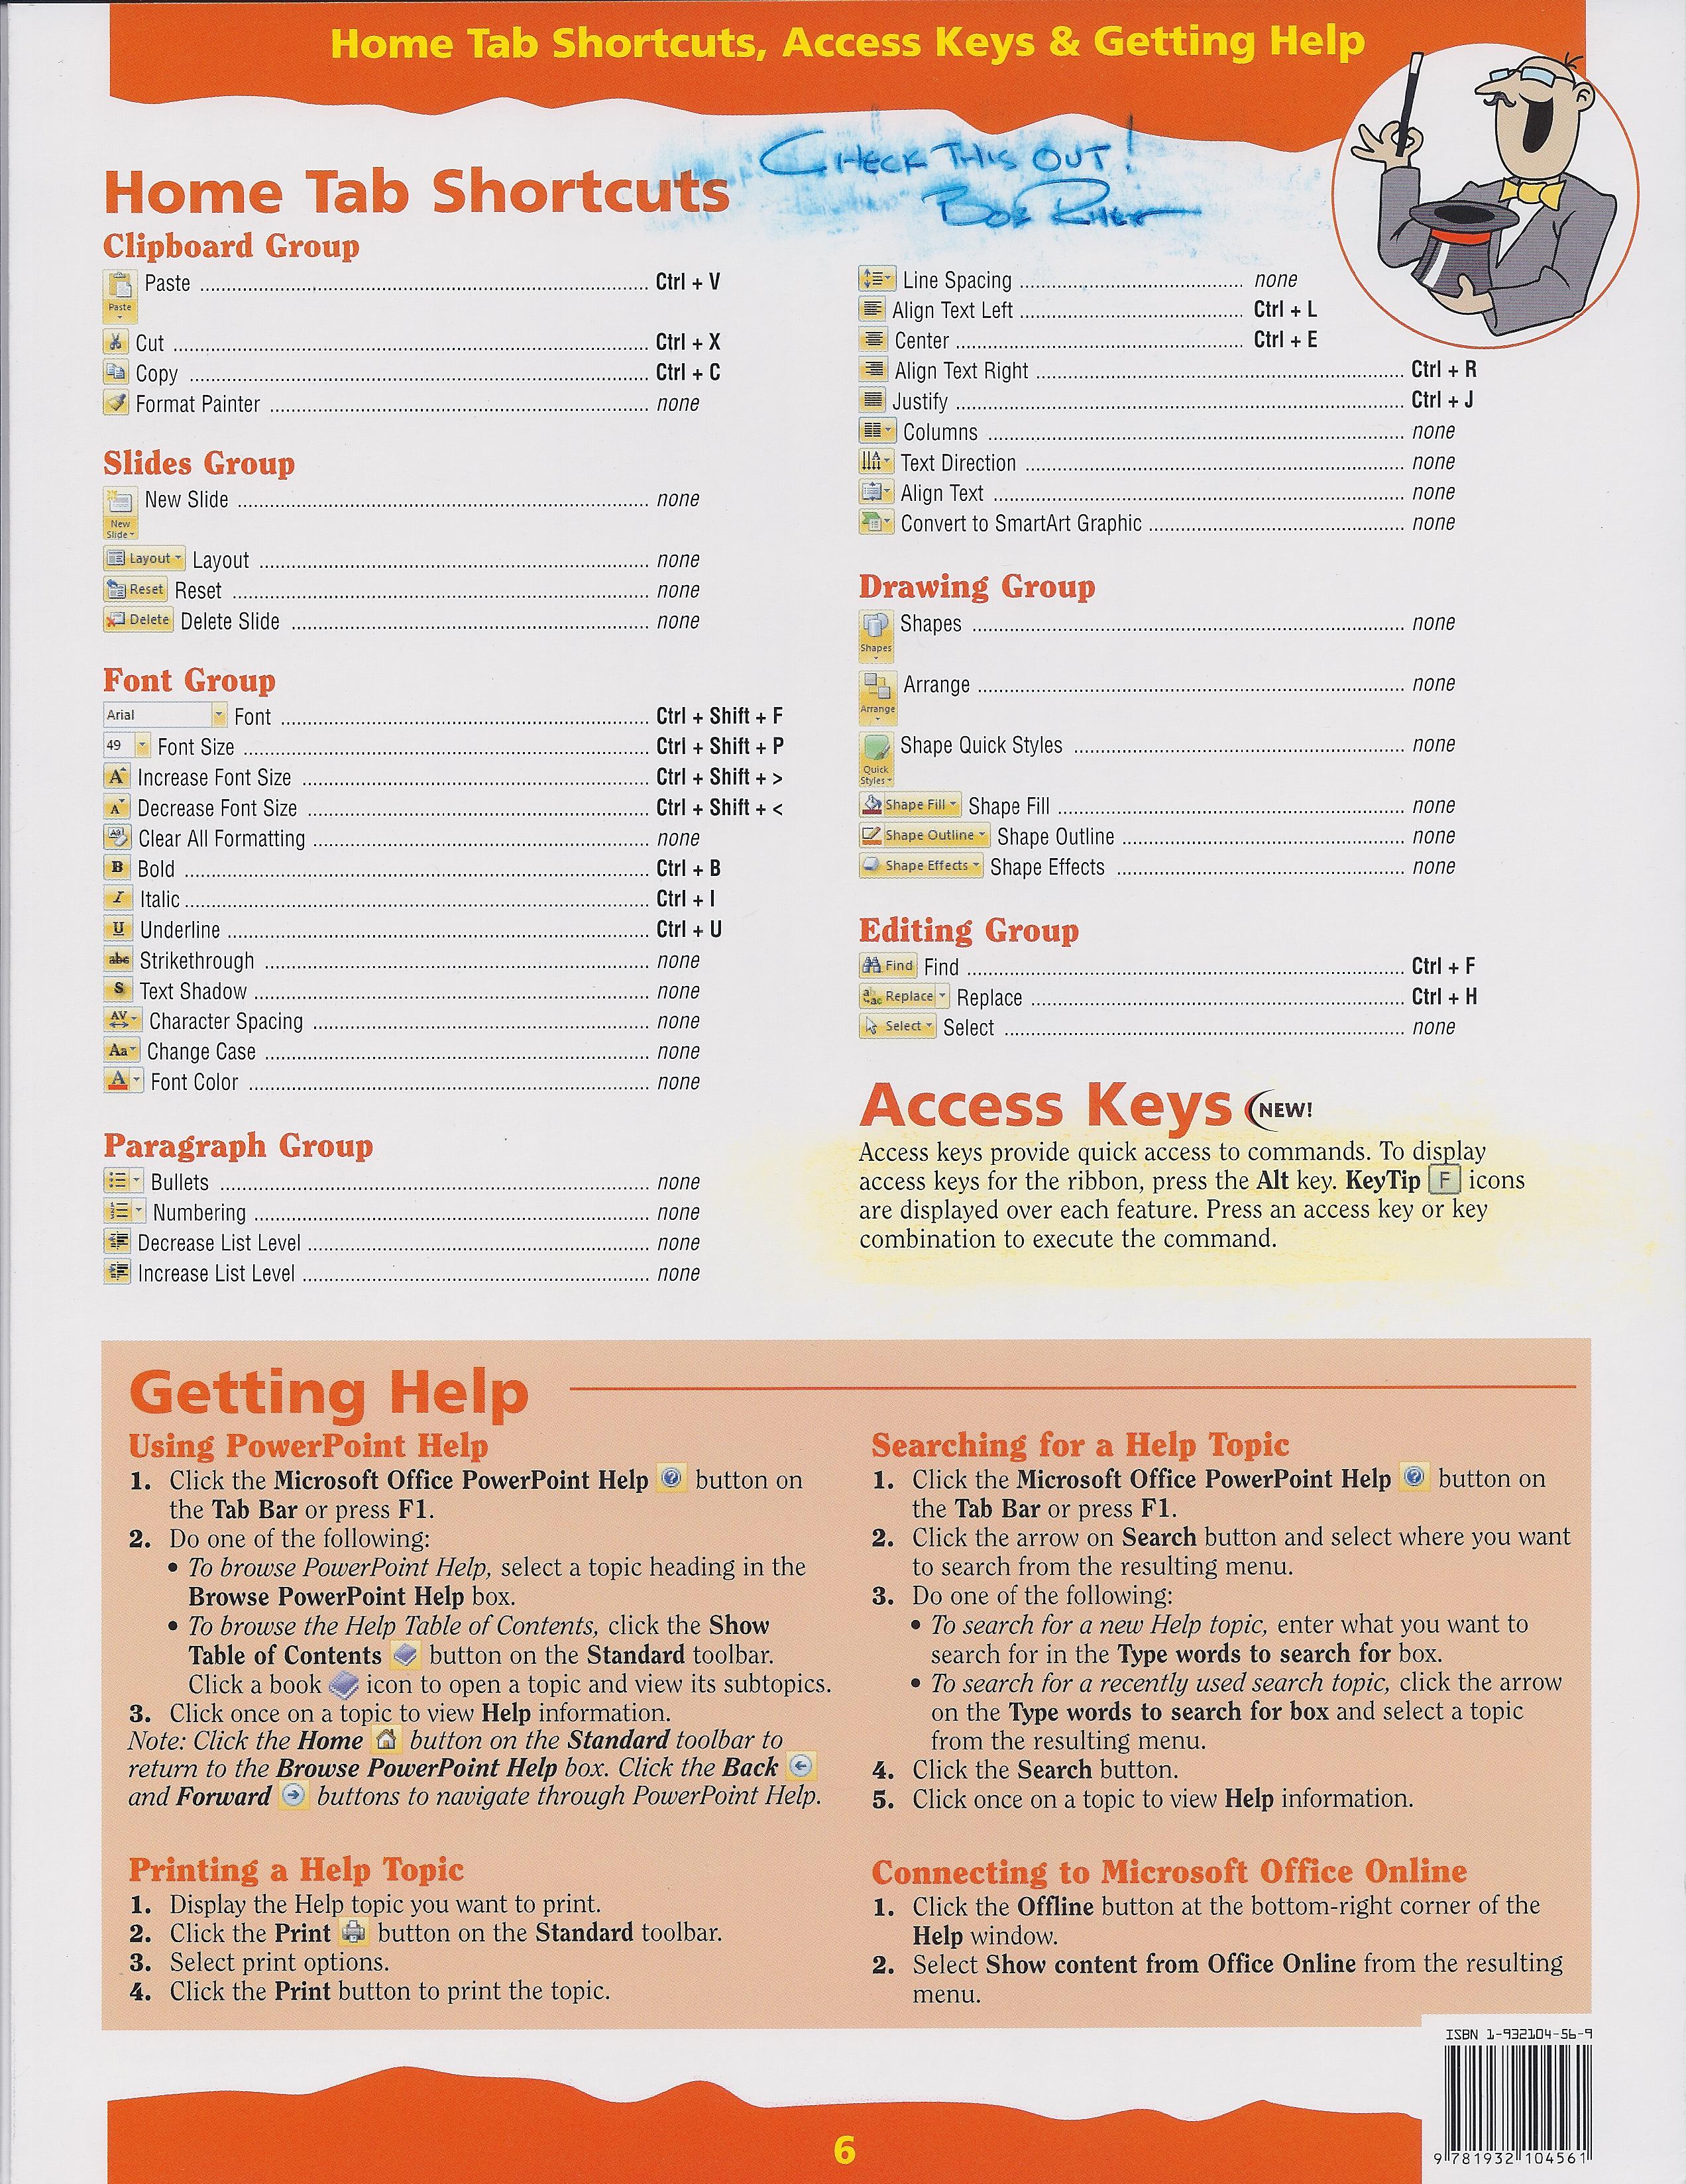 Home Tab Shortcuts, Access Keys & Getting Help
CHECK THIS OUT!
Home Tab Shortcuts
Clipboard Group
Paste
Paste ........ Ctrl + V
Cut ........ Ctrl + X
Copy ........ Ctrl + C
Format Painter ........ none
Slides Group
New Slide
New Slide ........ none
Layout Layout ........ none
Reset Reset ........ none
Delete Delete Slide ........ none
Font Group
Arial Font ........ Ctrl + Shift + F
49 Font Size ........ Ctrl + Shift + P
A Increase Font Size ........ Ctrl + Shift + >
A Decrease Font Size ........ Ctrl + Shift + <
Clear All Formatting ........ none
B Bold ........ Ctrl + B
I Italic ........ Ctrl + I
U Underline ........ Ctrl + U
abc Strikethrough ........ none
S Text Shadow ........ none
AV Character Spacing ........ none
Aa Change Case ........ none
A Font Color ........ none
Paragraph Group
Bullets ........ none
Numbering ........ none
Decrease List Level ........ none
Increase List Level ........ none
Line Spacing ........ none
Align Text Left ........ Ctrl + L
Center ........ Ctrl + E
Align Text Right ........ Ctrl + R
Justify ........ Ctrl + J
Columns ........ none
Text Direction ........ none
Align Text ........ none
Convert to SmartArt Graphic ........ none
Drawing Group
Shapes
Shapes ........ none
Arrange
Arrange ........ none
Quick Styles
Shape Quick Styles ........ none
Shape Fill Shape Fill ........ none
Shape Outline Shape Outline ........ none
Shape Effects Shape Effects ........ none
Editing Group
Find Find ........ Ctrl + F
Replace Replace ........ Ctrl + H
Select Select ........ none
Access Keys NEW!
Access keys provide quick access to commands. To display
access keys for the ribbon, press the Alt key. KeyTip F icons
are displayed over each feature. Press an access key or key
combination to execute the command.
Getting Help
Using PowerPoint Help
1. Click the Microsoft Office PowerPoint Help button on
the Tab Bar or press F1.
2. Do one of the following:
• To browse PowerPoint Help, select a topic heading in the
Browse PowerPoint Help box.
• To browse the Help Table of Contents, click the Show
Table of Contents button on the Standard toolbar.
Click a book icon to open a topic and view its subtopics.
3. Click once on a topic to view Help information.
Note: Click the Home button on the Standard toolbar to
return to the Browse PowerPoint Help box. Click the Back
and Forward buttons to navigate through PowerPoint Help.
Printing a Help Topic
1. Display the Help topic you want to print.
2. Click the Print button on the Standard toolbar.
3. Select print options.
4. Click the Print button to print the topic.
Searching for a Help Topic
1. Click the Microsoft Office PowerPoint Help button on
the Tab Bar or press F1.
2. Click the arrow on Search button and select where you want
to search from the resulting menu.
3. Do one of the following:
• To search for a new Help topic, enter what you want to
search for in the Type words to search for box.
• To search for a recently used search topic, click the arrow
on the Type words to search for box and select a topic
from the resulting menu.
4. Click the Search button.
5. Click once on a topic to view Help information.
Connecting to Microsoft Office Online
1. Click the Offline button at the bottom-right corner of the
Help window.
2. Select Show content from Office Online from the resulting
menu.
ISBN 1-932104-56-9
9 781932 104561
6